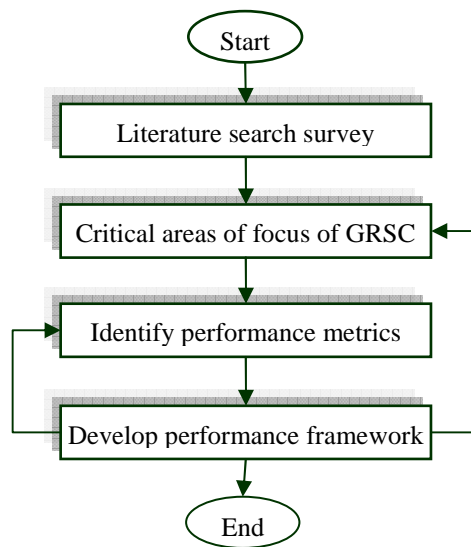 Start
Literature search survey
Critical areas of focus of GRSC
Identify performance metrics
Develop performance framework
End